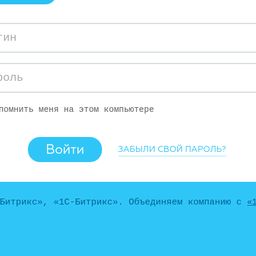 гин
роль
помнить меня на этом компьютере
Войти
ЗАБЫЛИ СВОЙ ПАРОЛЬ?
Битрикс», «1С-Битрикс». Объединяем компанию с «1